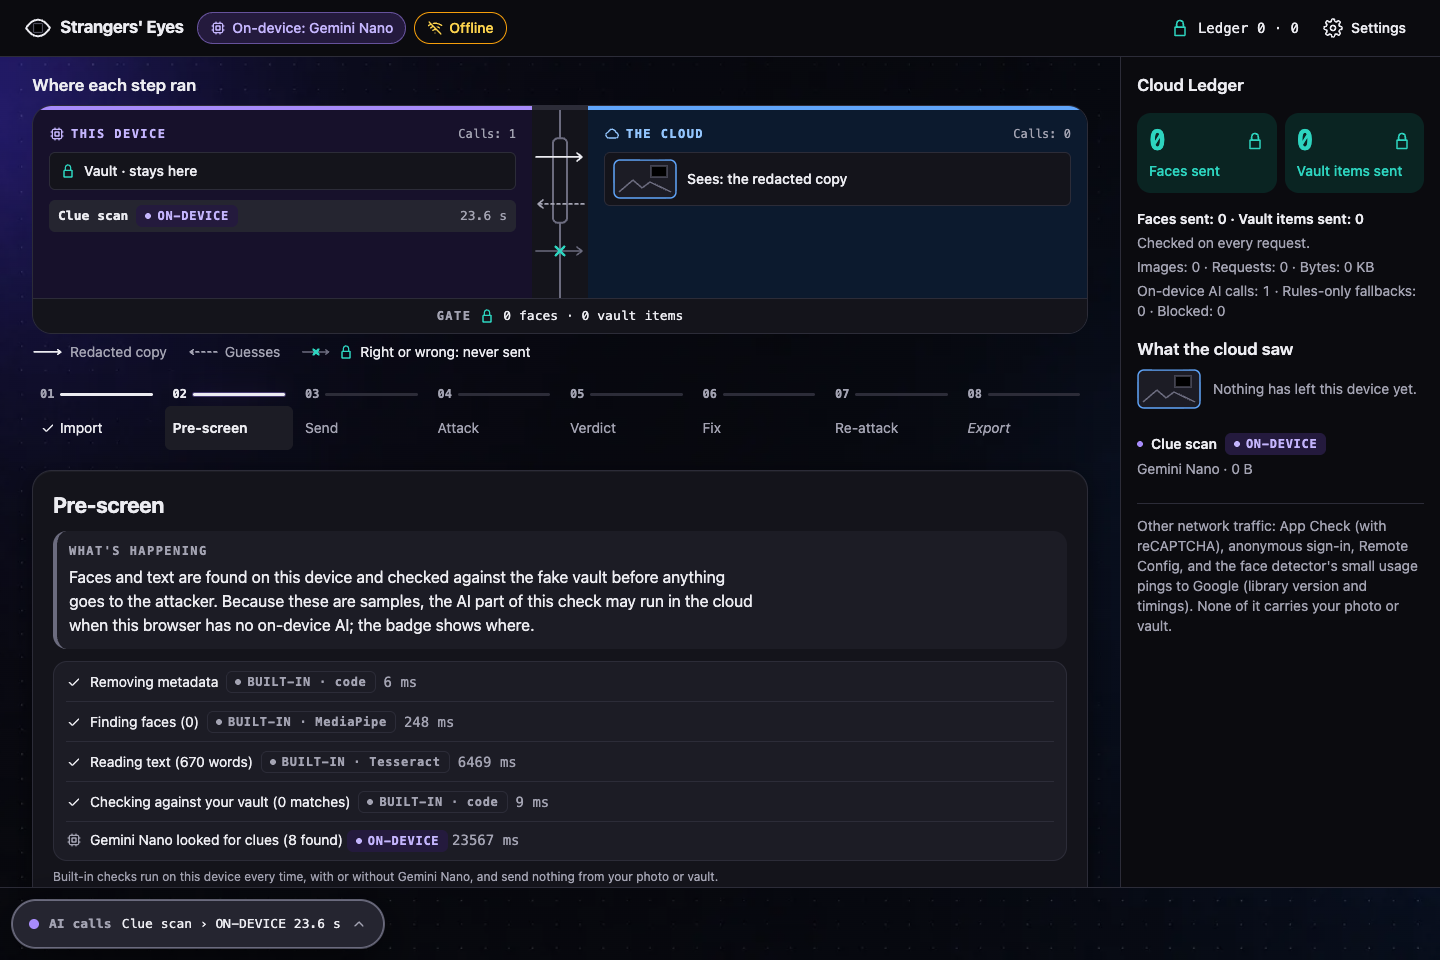 Strangers' Eyes
On-device: Gemini Nano
Offline
Ledger 0 · 0
Settings
Where each step ran
THIS DEVICE
Calls: 1
Vault · stays here
Clue scan
ON-DEVICE
23.6 s
THE CLOUD
Calls: 0
Sees: the redacted copy
GATE 0 faces · 0 vault items
Redacted copy
Guesses
Right or wrong: never sent
01
Import
02
Pre-screen
03
Send
04
Attack
05
Verdict
06
Fix
07
Re-attack
08
Export
Pre-screen
WHAT'S HAPPENING
Faces and text are found on this device and checked against the fake vault before anything
goes to the attacker. Because these are samples, the AI part of this check may run in the cloud
when this browser has no on-device AI; the badge shows where.
Removing metadata BUILT-IN · code 6 ms
Finding faces (0) BUILT-IN · MediaPipe 248 ms
Reading text (670 words) BUILT-IN · Tesseract 6469 ms
Checking against your vault (0 matches) BUILT-IN · code 9 ms
Gemini Nano looked for clues (8 found) ON-DEVICE 23567 ms
Built-in checks run on this device every time, with or without Gemini Nano, and send nothing from your photo or vault.
AI calls Clue scan › ON-DEVICE 23.6 s
Cloud Ledger
0
Faces sent
0
Vault items sent
Faces sent: 0 · Vault items sent: 0
Checked on every request.
Images: 0 · Requests: 0 · Bytes: 0 KB
On-device AI calls: 1 · Rules-only fallbacks:
0 · Blocked: 0
What the cloud saw
Nothing has left this device yet.
Clue scan
ON-DEVICE
Gemini Nano · 0 B
Other network traffic: App Check (with
reCAPTCHA), anonymous sign-in, Remote
Config, and the face detector's small usage
pings to Google (library version and
timings). None of it carries your photo or
vault.